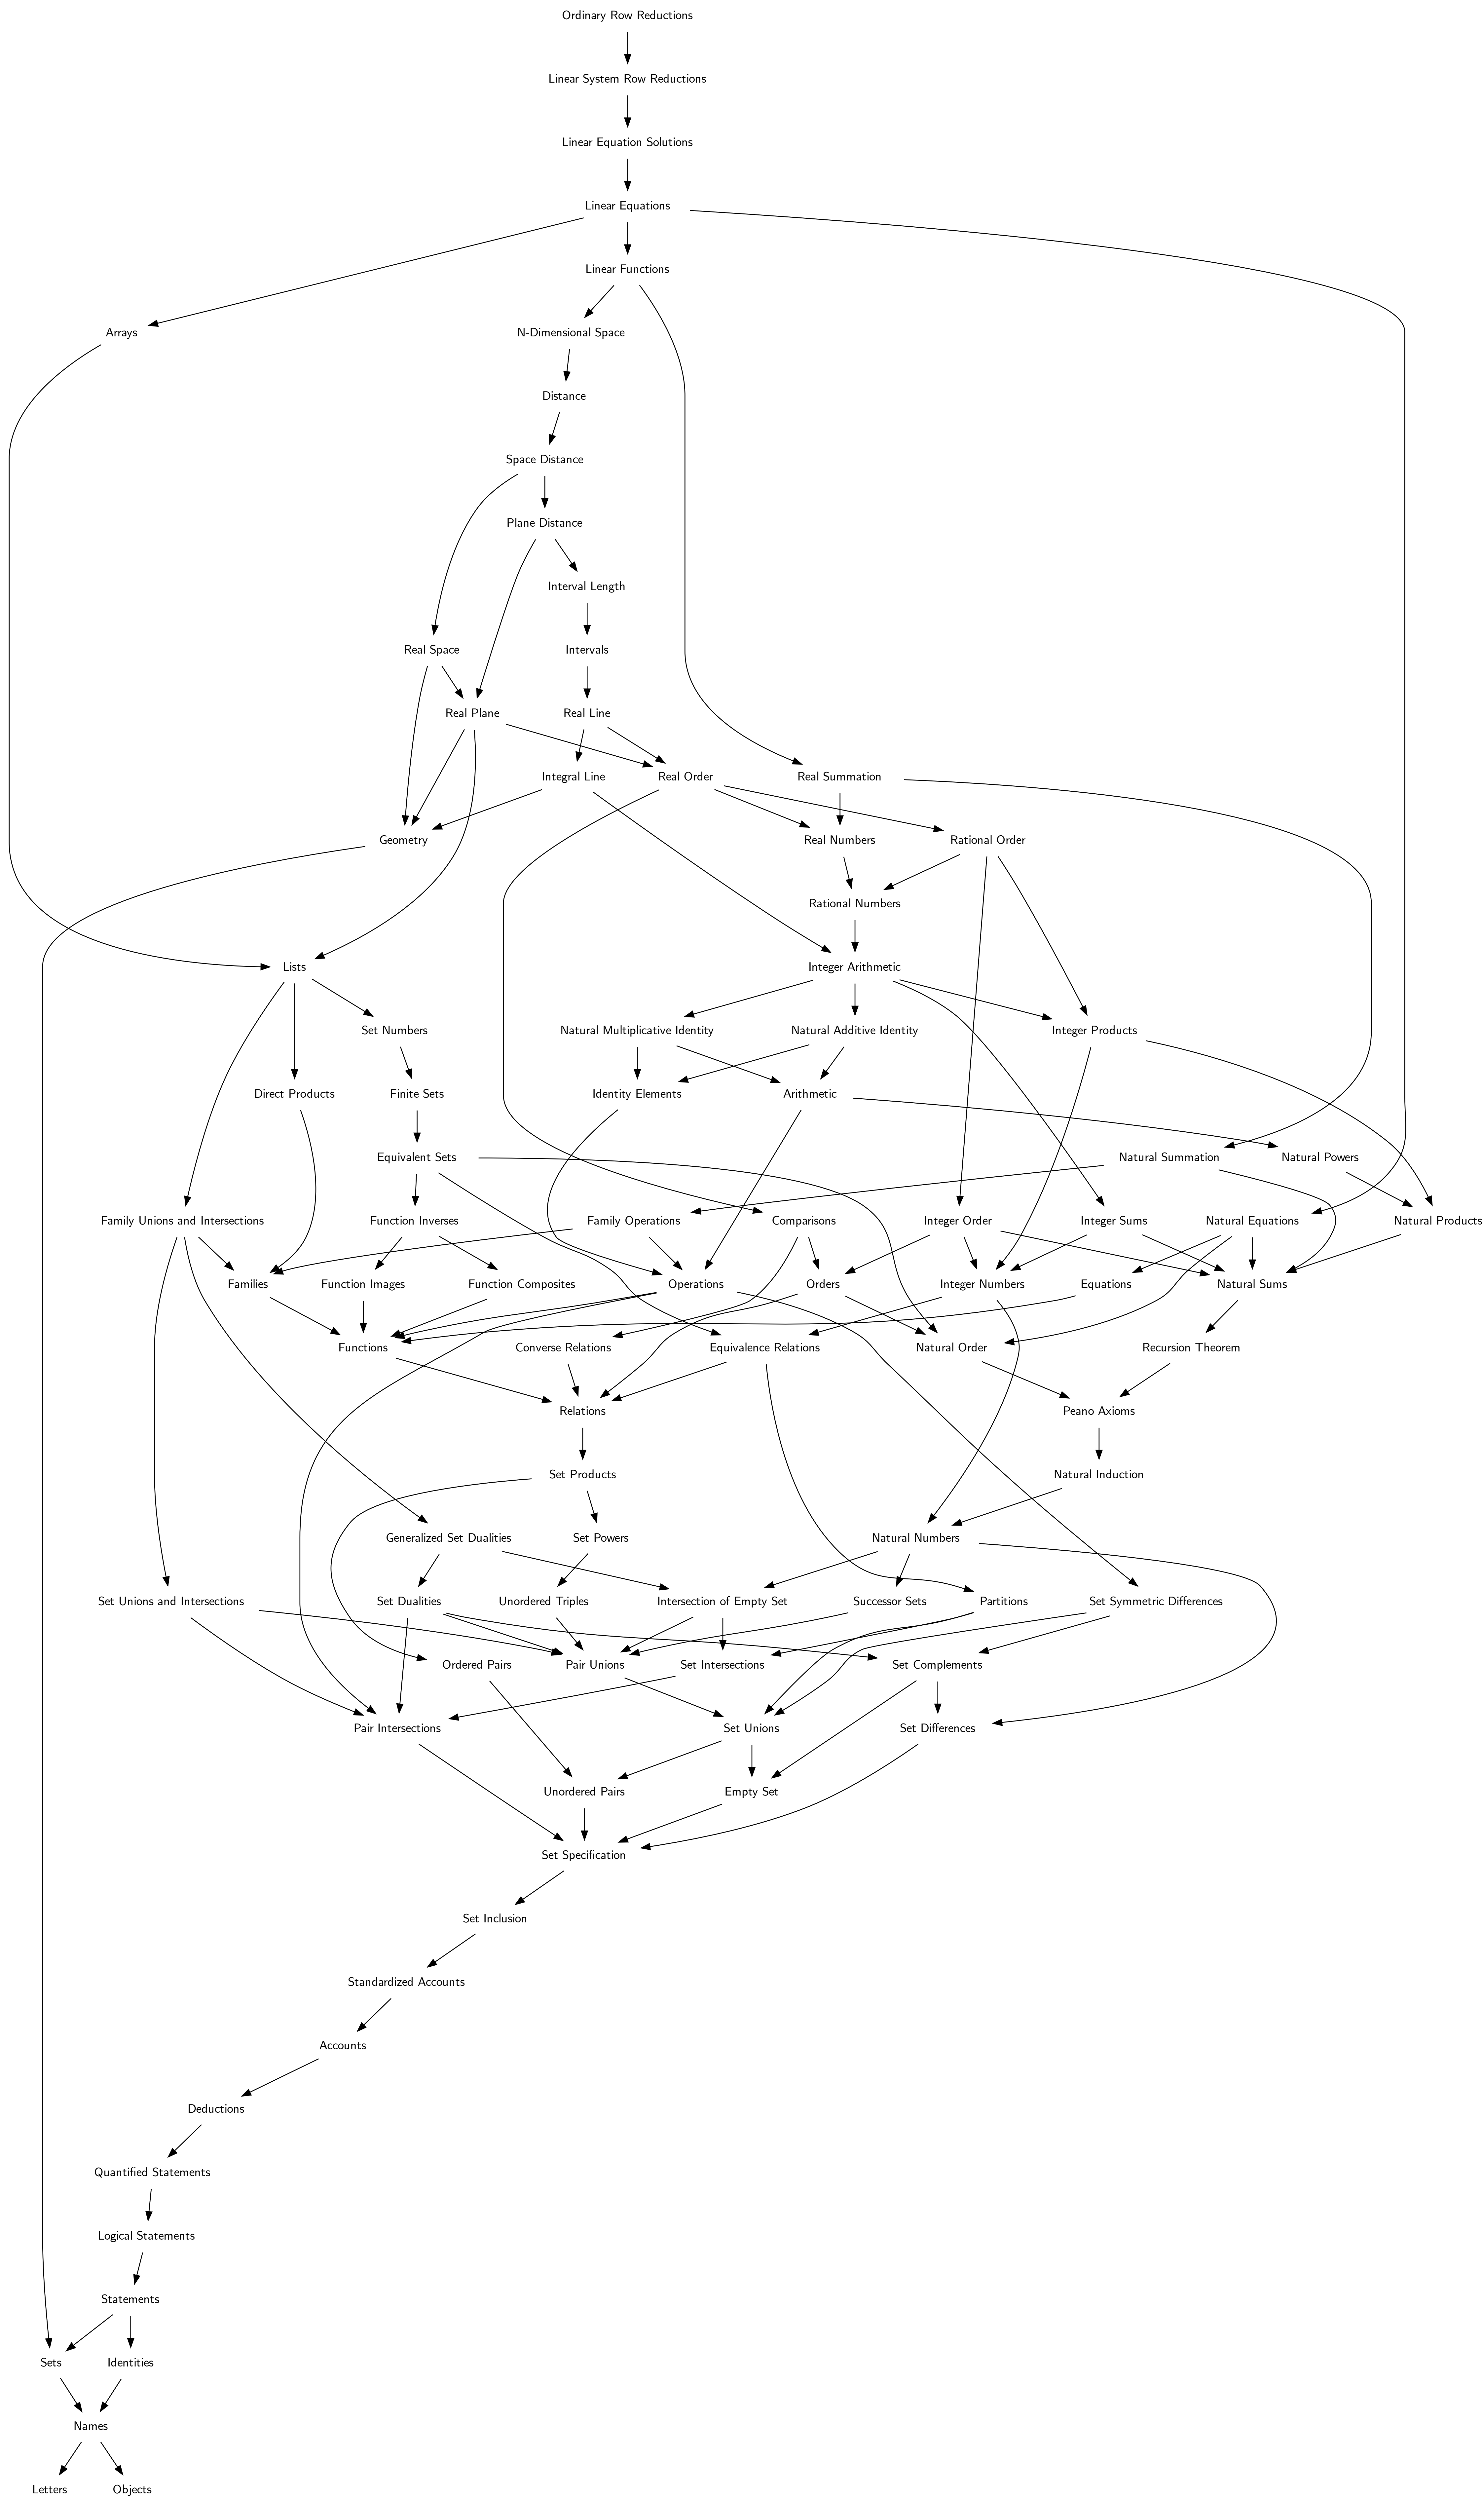 Ordinary Row Reductions
Linear System Row Reductions
Linear Equation Solutions
Linear Equations
Linear Functions
Arrays
N-Dimensional Space
Distance
Space Distance
Plane Distance
Interval Length
Real Space
Intervals
Real Plane
Real Line
Integral Line
Real Order
Real Summation
Geometry
Real Numbers
Rational Order
Rational Numbers
Lists
Integer Arithmetic
Set Numbers
Natural Multiplicative Identity
Natural Additive Identity
Integer Products
Direct Products
Finite Sets
Identity Elements
Arithmetic
Equivalent Sets
Natural Summation
Natural Powers
Family Unions and Intersections
Function Inverses
Family Operations
Comparisons
Integer Order
Integer Sums
Natural Equations
Natural Products
Families
Function Images
Function Composites
Operations
Orders
Integer Numbers
Equations
Natural Sums
Functions
Converse Relations
Equivalence Relations
Natural Order
Recursion Theorem
Relations
Peano Axioms
Set Products
Natural Induction
Generalized Set Dualities
Set Powers
Natural Numbers
Set Unions and Intersections
Set Dualities
Unordered Triples
Intersection of Empty Set
Successor Sets
Partitions
Set Symmetric Differences
Ordered Pairs
Pair Unions
Set Intersections
Set Complements
Pair Intersections
Set Unions
Set Differences
Unordered Pairs
Empty Set
Set Specification
Set Inclusion
Standardized Accounts
Accounts
Deductions
Quantified Statements
Logical Statements
Statements
Sets
Identities
Names
Letters
Objects